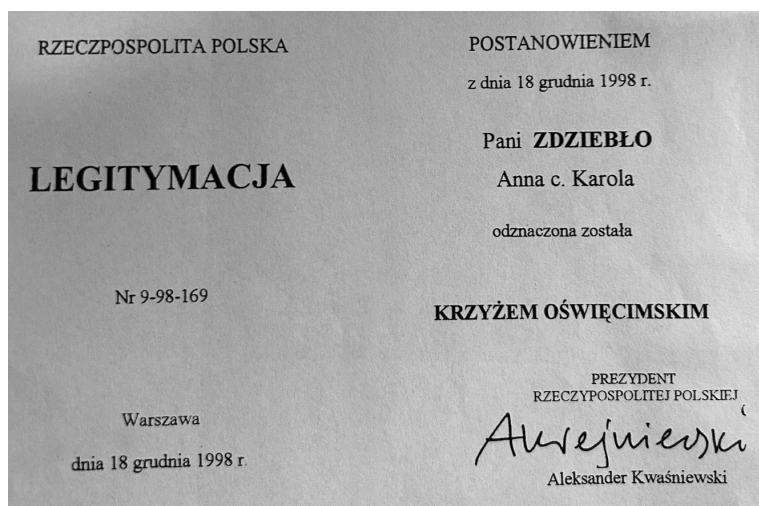 RZECZPOSPOLITA POLSKA
LEGITYMACJA
Nr 9-98-169
Warszawa
dnia 18 grudnia 1998 r.
POSTANOWIENIEM
z dnia 18 grudnia 1998 r.
Pani ZDZIEBŁO
Anna c. Karola
odznaczona została
KRZYŻEM OŚWIĘCIMSKIM
PREZYDENT
RZECZYPOSPOLITEJ POLSKIEJ
Aleksander Kwaśniewski